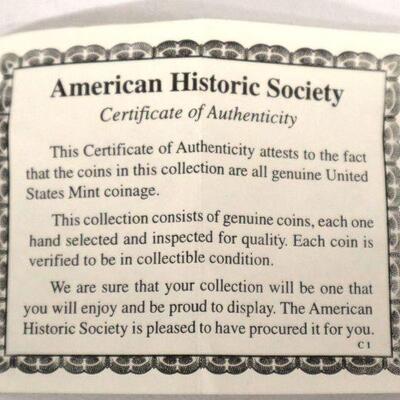 American Historic Society
Certificate of Authenticity
This Certificate of Authenticity attests to the fact
that the coins in this collection are all genuine United
States Mint coinage.
This collection consists of genuine coins, each one
hand selected and inspected for quality. Each coin is
verified to be in collectible condition.
We are sure that your collection will be one that
you will enjoy and be proud to display. The American
Historic Society is pleased to have procured it for you.
C 1